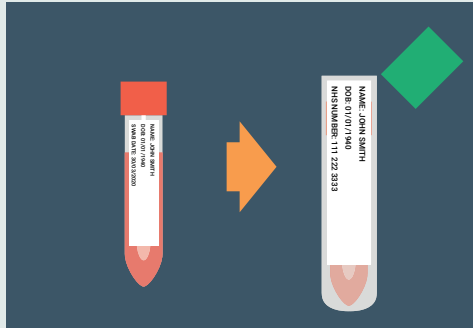 NAME: JOHN SMITH
DOB: 01/01/1940
SWAB DATE: 30/03/2020
NAME: JOHN SMITH
DOB: 01/01/1940
NHS NUMBER: 111 222 3333